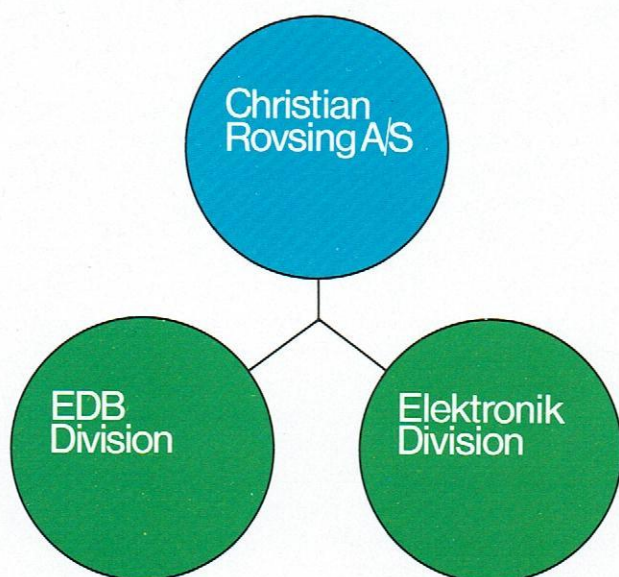 Christian
Rovsing A/S
EDB
Division
Elektronik
Division